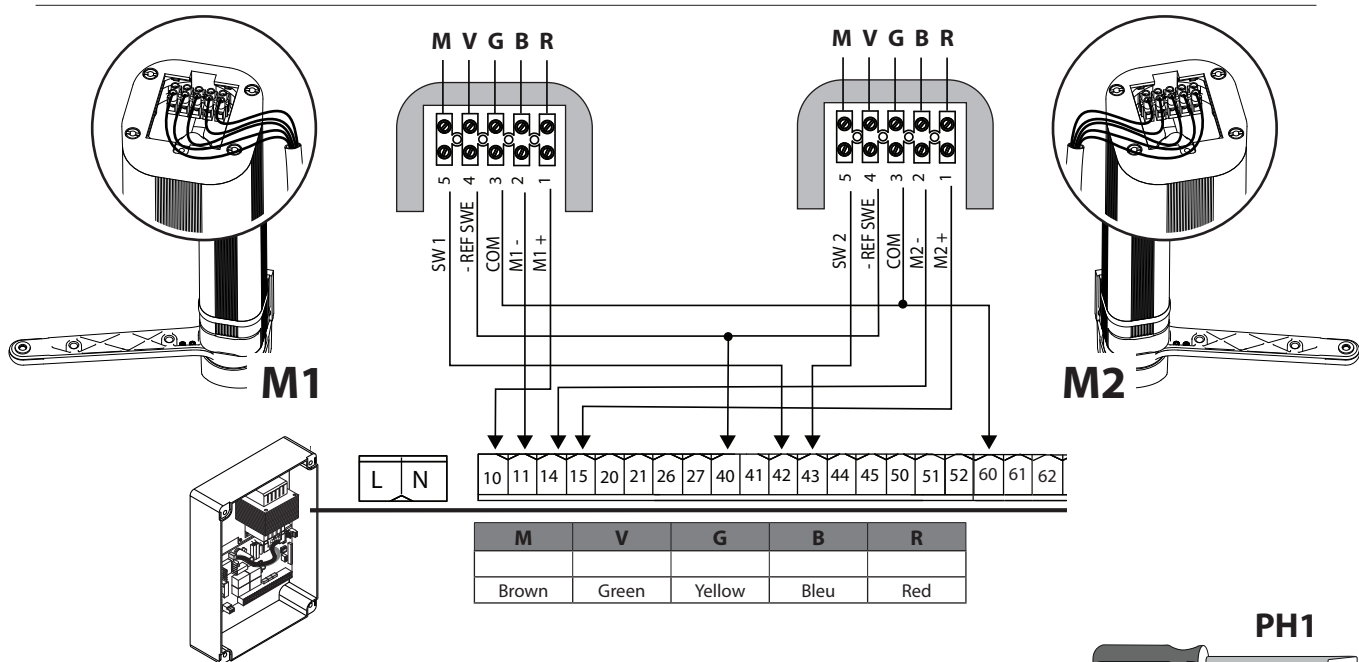 M V G B R
M V G B R
5 4 3 2 1
5 4 3 2 1
SW 1
- REF SWE
COM
M1 -
M1 +
SW 2
- REF SWE
COM
M2 -
M2 +
M1
M2
L N
10 11 14 15 20 21 26 27 40 41 42 43 44 45 50 51 52 60 61 62
M V G B R
Brown Green Yellow Bleu Red
PH1